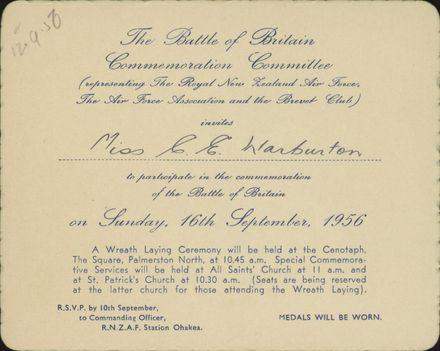 12.9.56
The Battle of Britain
Commemoration Committee
(representing The Royal New Zealand Air Force,
The Air Force Association and the Brevet Club)
invites
Miss C. E. Warburton
to participate in the commemoration
of the Battle of Britain
on Sunday, 16th September, 1956
A Wreath Laying Ceremony will be held at the Cenotaph,
The Square, Palmerston North, at 10.45 a.m. Special Commemora-
tive Services will be held at All Saints' Church at 11 a.m. and
at St. Patrick's Church at 10.30 a.m. (Seats are being reserved
at the latter church for those attending the Wreath Laying).
R.S.V.P. by 10th September,
to Commanding Officer,
R.N.Z.A.F. Station Ohakea.
MEDALS WILL BE WORN.